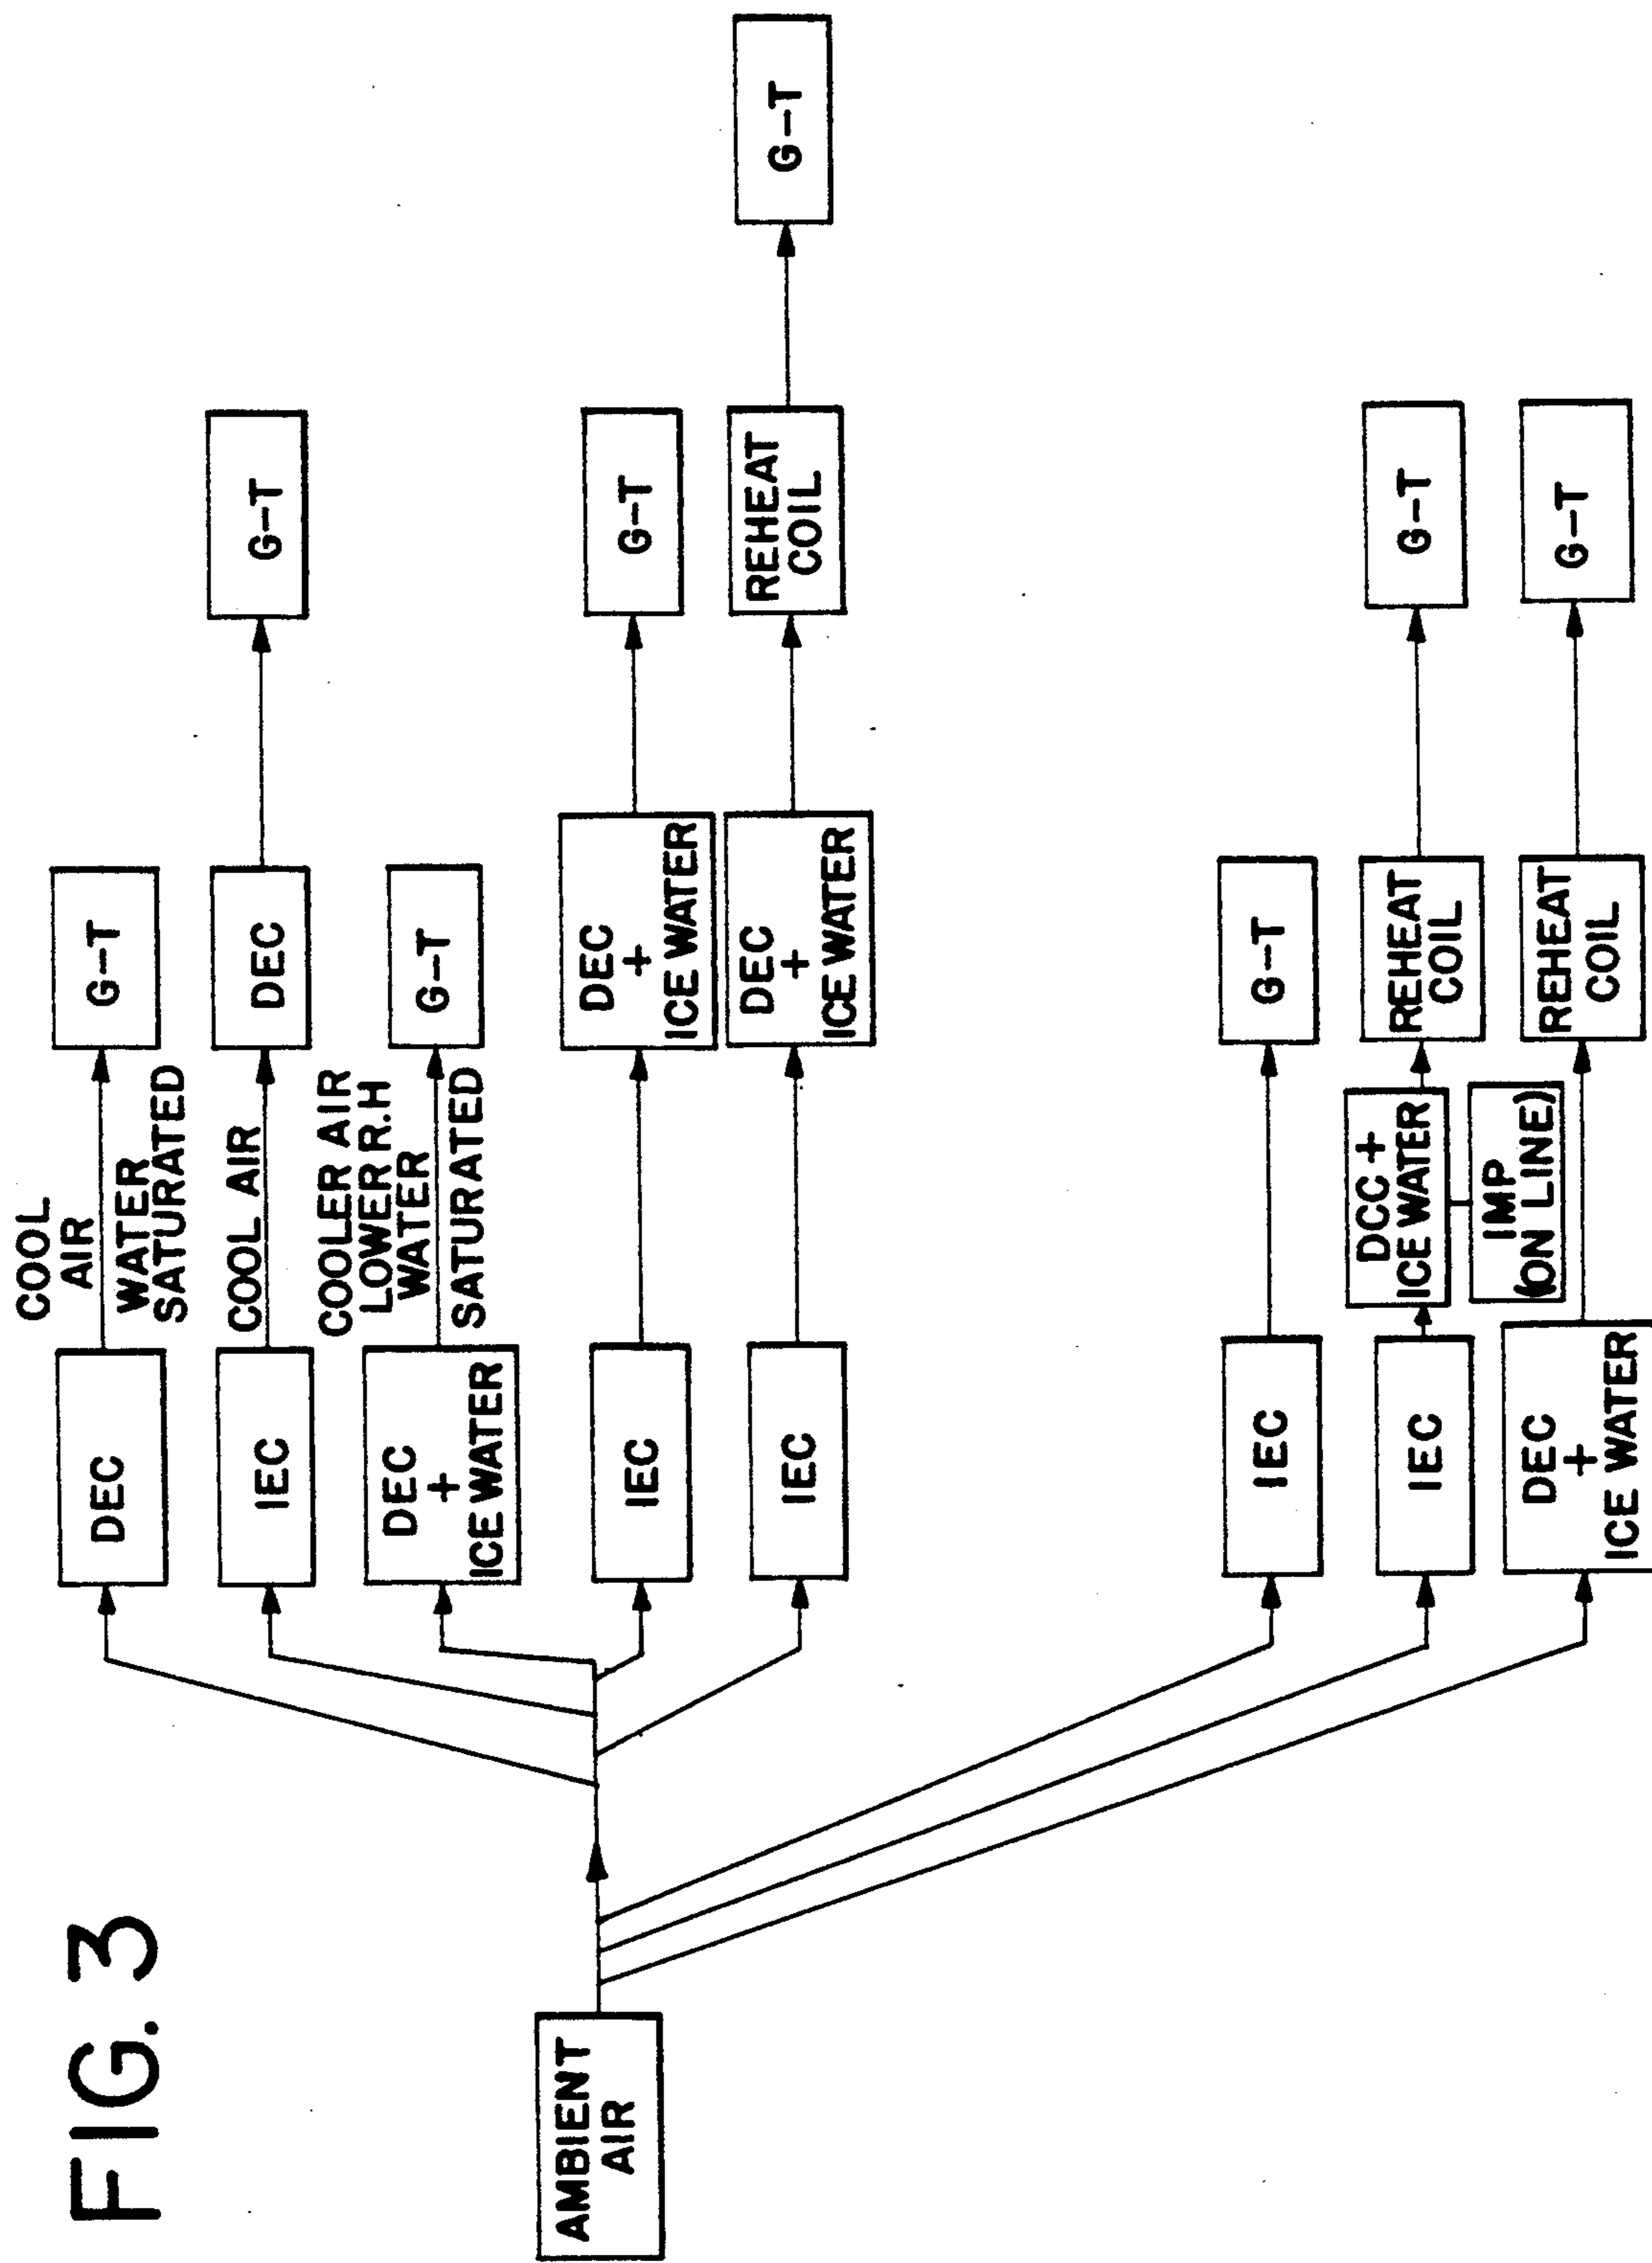 FIG. 3
AMBIENT
AIR
DEC
COOL
AIR
WATER
SATURATED
G-T
IEC
COOL AIR
DEC
G-T
DEC
+
ICE WATER
COOLER AIR
LOWER R.H
WATER
SATURATED
G-T
IEC
DEC
+
ICE WATER
G-T
IEC
DEC
+
ICE WATER
REHEAT
COIL
G-T
IEC
G-T
IEC
DCC +
ICE WATER
IMP
(ON LINE)
REHEAT
COIL
G-T
DEC
+
ICE WATER
REHEAT
COIL
G-T